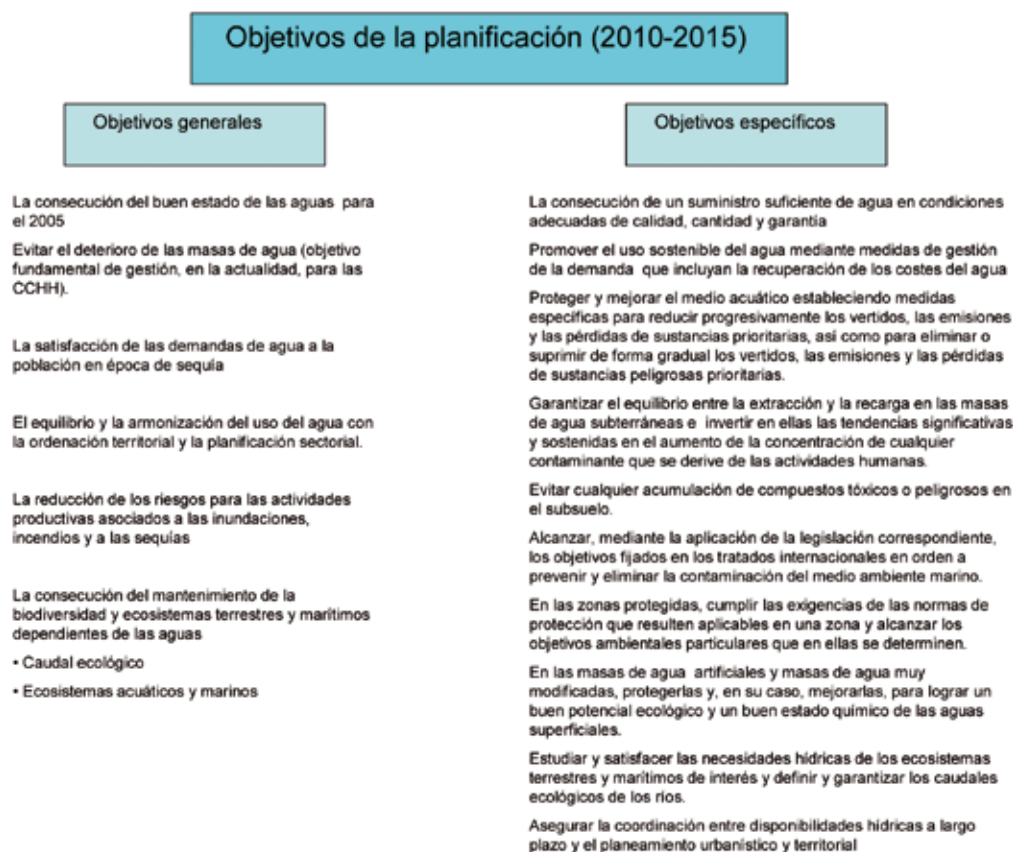 Objetivos de la planificación (2010-2015)
Objetivos generales
La consecución del buen estado de las aguas para
el 2005
Evitar el deterioro de las masas de agua (objetivo
fundamental de gestión, en la actualidad, para las
CCHH).
La satisfacción de las demandas de agua a la
población en época de sequía
El equilibrio y la armonización del uso del agua con
la ordenación territorial y la planificación sectorial.
La reducción de los riesgos para las actividades
productivas asociados a las inundaciones,
incendios y a las sequías
La consecución del mantenimiento de la
biodiversidad y ecosistemas terrestres y marítimos
dependientes de las aguas
• Caudal ecológico
• Ecosistemas acuáticos y marinos
Objetivos específicos
La consecución de un suministro suficiente de agua en condiciones
adecuadas de calidad, cantidad y garantía
Promover el uso sostenible del agua mediante medidas de gestión
de la demanda que incluyan la recuperación de los costes del agua
Proteger y mejorar el medio acuático estableciendo medidas
específicas para reducir progresivamente los vertidos, las emisiones
y las pérdidas de sustancias prioritarias, así como para eliminar o
suprimir de forma gradual los vertidos, las emisiones y las pérdidas
de sustancias peligrosas prioritarias.
Garantizar el equilibrio entre la extracción y la recarga en las masas
de agua subterráneas e invertir en ellas las tendencias significativas
y sostenidas en el aumento de la concentración de cualquier
contaminante que se derive de las actividades humanas.
Evitar cualquier acumulación de compuestos tóxicos o peligrosos en
el subsuelo.
Alcanzar, mediante la aplicación de la legislación correspondiente,
los objetivos fijados en los tratados internacionales en orden a
prevenir y eliminar la contaminación del medio ambiente marino.
En las zonas protegidas, cumplir las exigencias de las normas de
protección que resulten aplicables en una zona y alcanzar los
objetivos ambientales particulares que en ellas se determinen.
En las masas de agua artificiales y masas de agua muy
modificadas, protegerlas y, en su caso, mejorarlas, para lograr un
buen potencial ecológico y un buen estado químico de las aguas
superficiales.
Estudiar y satisfacer las necesidades hídricas de los ecosistemas
terrestres y marítimos de interés y definir y garantizar los caudales
ecológicos de los ríos.
Asegurar la coordinación entre disponibilidades hídricas a largo
plazo y el planeamiento urbanístico y territorial